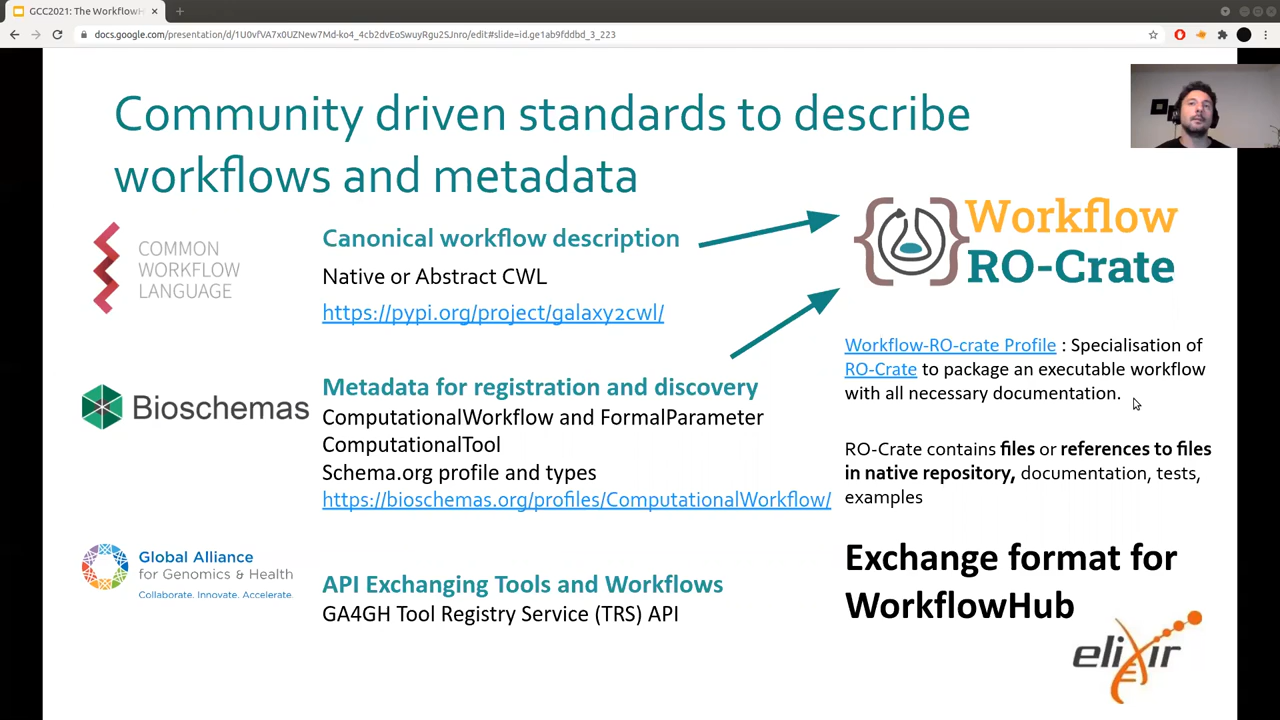 GCC2021: The WorkflowH
docs.google.com/presentation/d/1U0vfVA7x0UZNew7Md-ko4_4cb2dvEoSwuyRgu2SJnro/edit#slide=id.ge1ab9fddbd_3_223
Community driven standards to describe
workflows and metadata
COMMON
WORKFLOW
LANGUAGE
Canonical workflow description
Native or Abstract CWL
https://pypi.org/project/galaxy2cwl/
Workflow
RO-Crate
Workflow-RO-crate Profile : Specialisation of
RO-Crate to package an executable workflow
with all necessary documentation.
Bioschemas
Metadata for registration and discovery
ComputationalWorkflow and FormalParameter
ComputationalTool
Schema.org profile and types
https://bioschemas.org/profiles/ComputationalWorkflow/
RO-Crate contains files or references to files
in native repository, documentation, tests,
examples
Global Alliance
for Genomics & Health
Collaborate. Innovate. Accelerate.
API Exchanging Tools and Workflows
GA4GH Tool Registry Service (TRS) API
Exchange format for
WorkflowHub
elixir